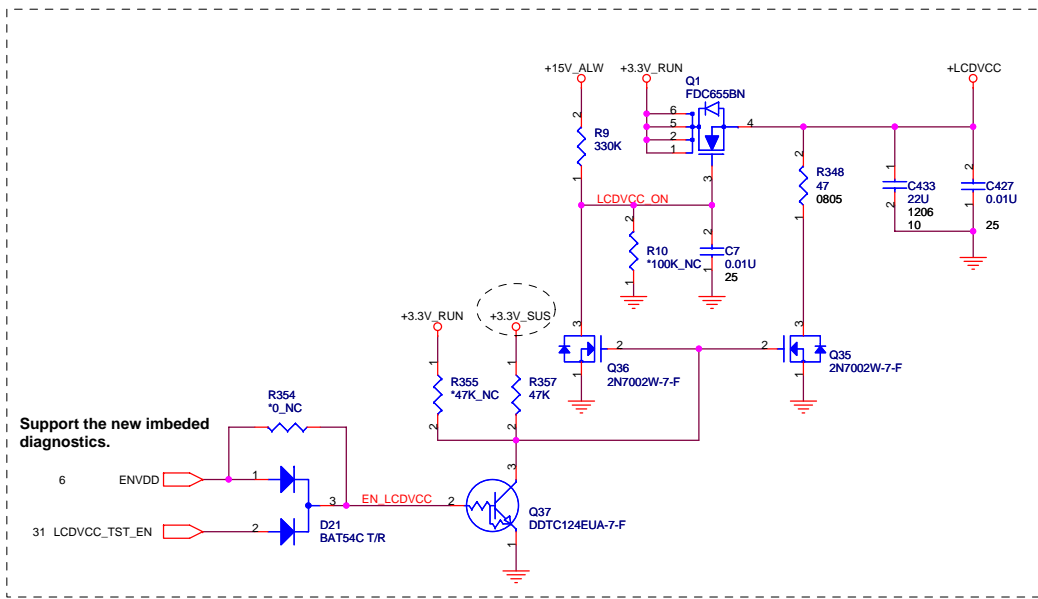 +15V_ALW
+3.3V_RUN
+LCDVCC
Q1
FDC655BN
6
5
2
1
4
3
2
R9
330K
1
LCDVCC_ON
2
R10
*100K_NC
1
2
C7
0.01U
25
1
2
R348
47
0805
1
1
C433
22U
1206
10
2
2
C427
0.01U
25
1
+3.3V_RUN
+3.3V_SUS
3
2
Q36
2N7002W-7-F
1
3
2
Q35
2N7002W-7-F
1
1
R355
*47K_NC
2
1
R357
47K
2
R354
*0_NC
Support the new imbeded
diagnostics.
6 ENVDD
1
31 LCDVCC_TST_EN
2
3
D21
BAT54C T/R
EN_LCDVCC
2
3
Q37
DDTC124EUA-7-F
1